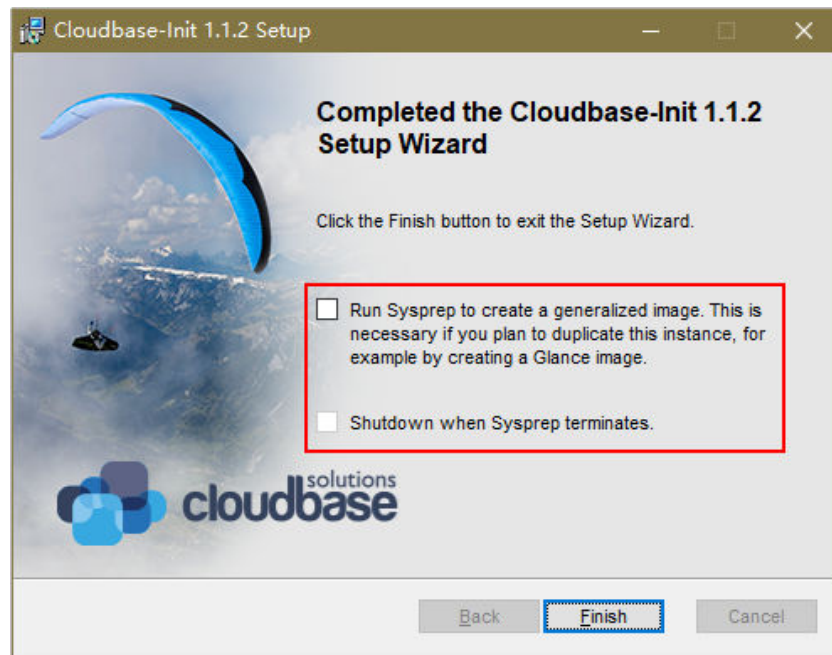 Cloudbase-Init 1.1.2 Setup
Completed the Cloudbase-Init 1.1.2
Setup Wizard
Click the Finish button to exit the Setup Wizard.
Run Sysprep to create a generalized image. This is
necessary if you plan to duplicate this instance, for
example by creating a Glance image.
Shutdown when Sysprep terminates.
solutions
cloudbase
Back
Finish
Cancel